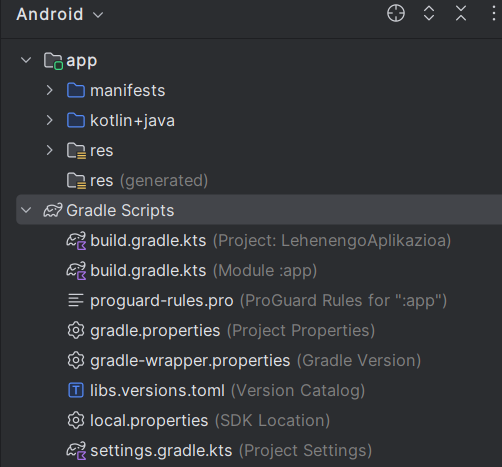 Android
app
manifests
kotlin+java
res
res (generated)
Gradle Scripts
build.gradle.kts (Project: LehenengoAplikazioa)
build.gradle.kts (Module :app)
proguard-rules.pro (ProGuard Rules for ":app")
gradle.properties (Project Properties)
gradle-wrapper.properties (Gradle Version)
libs.versions.toml (Version Catalog)
local.properties (SDK Location)
settings.gradle.kts (Project Settings)